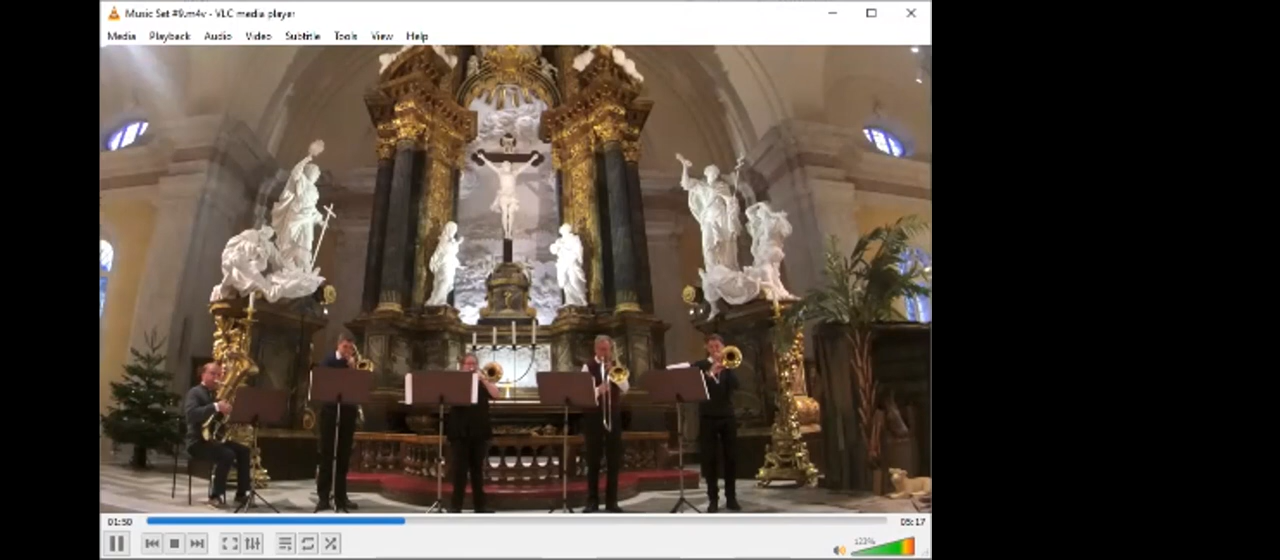 Music Set #9.m4v - VLC media player
Media Playback Audio Video Subtitle Tools View Help
01:50
05:17
123%